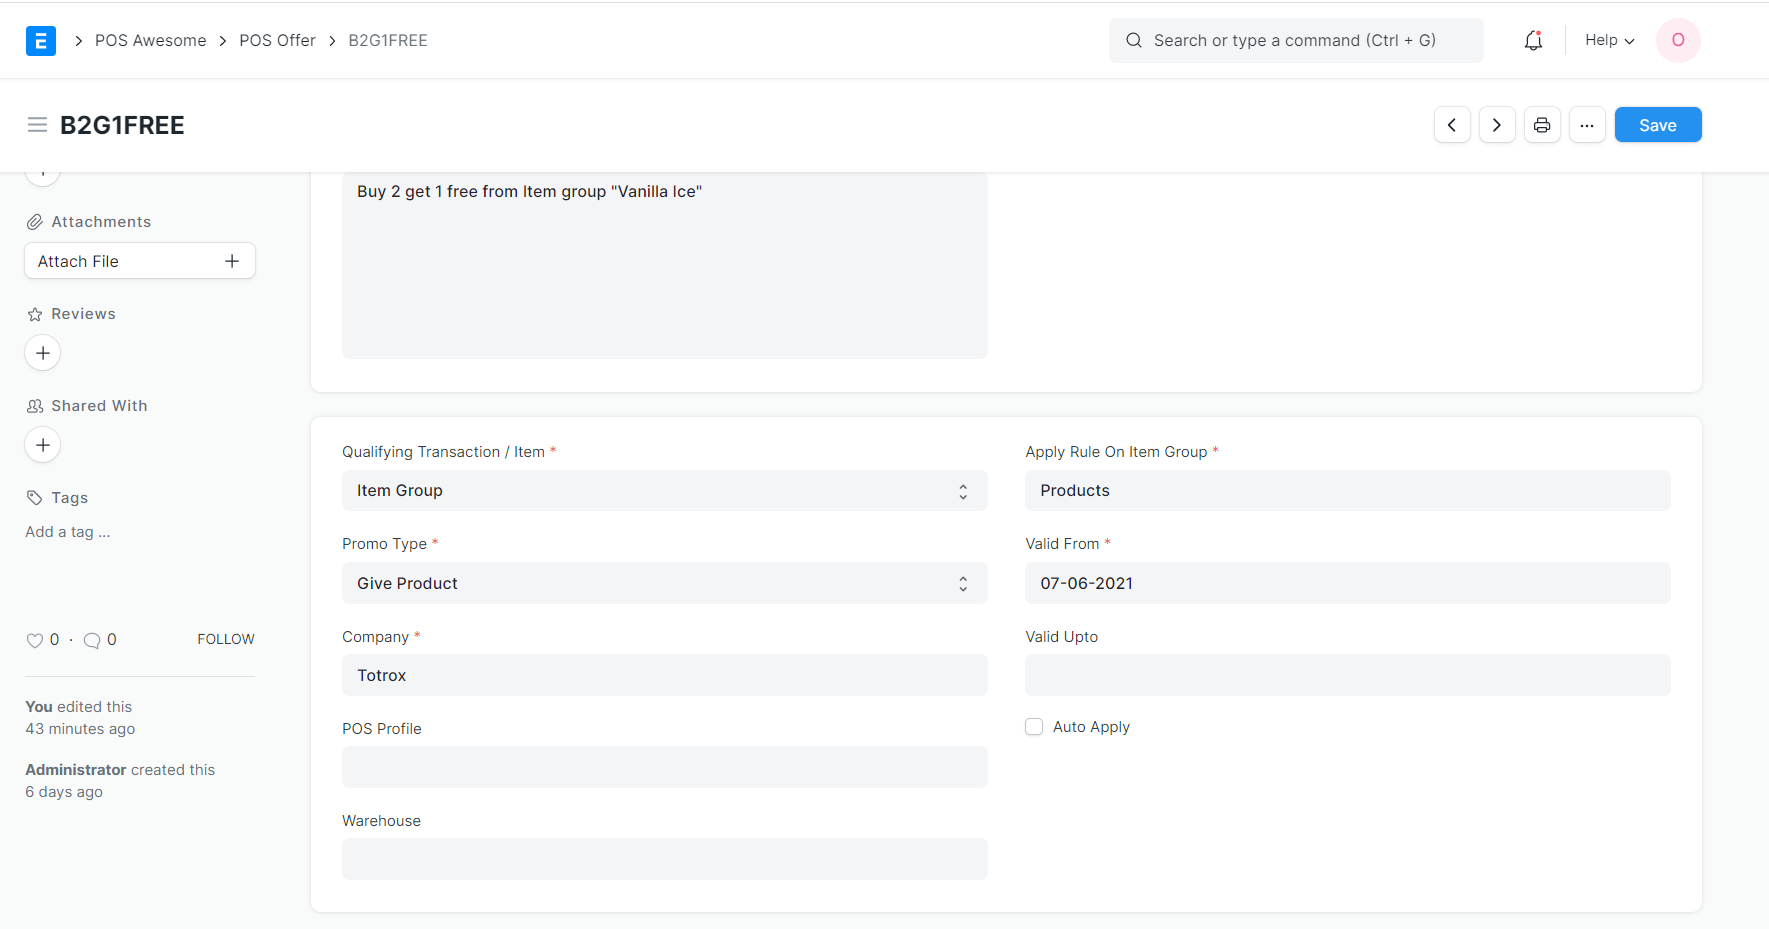 POS Awesome POS Offer B2G1FREE
Search or type a command (Ctrl + G)
Help
O
B2G1FREE
Save
Buy 2 get 1 free from Item group "Vanilla Ice"
Attachments
Attach File
Reviews
Shared With
Tags
Add a tag ...
0 · 0 FOLLOW
You edited this
43 minutes ago
Administrator created this
6 days ago
Qualifying Transaction / Item *
Item Group
Promo Type *
Give Product
Company *
Totrox
POS Profile
Warehouse
Apply Rule On Item Group *
Products
Valid From *
07-06-2021
Valid Upto
Auto Apply